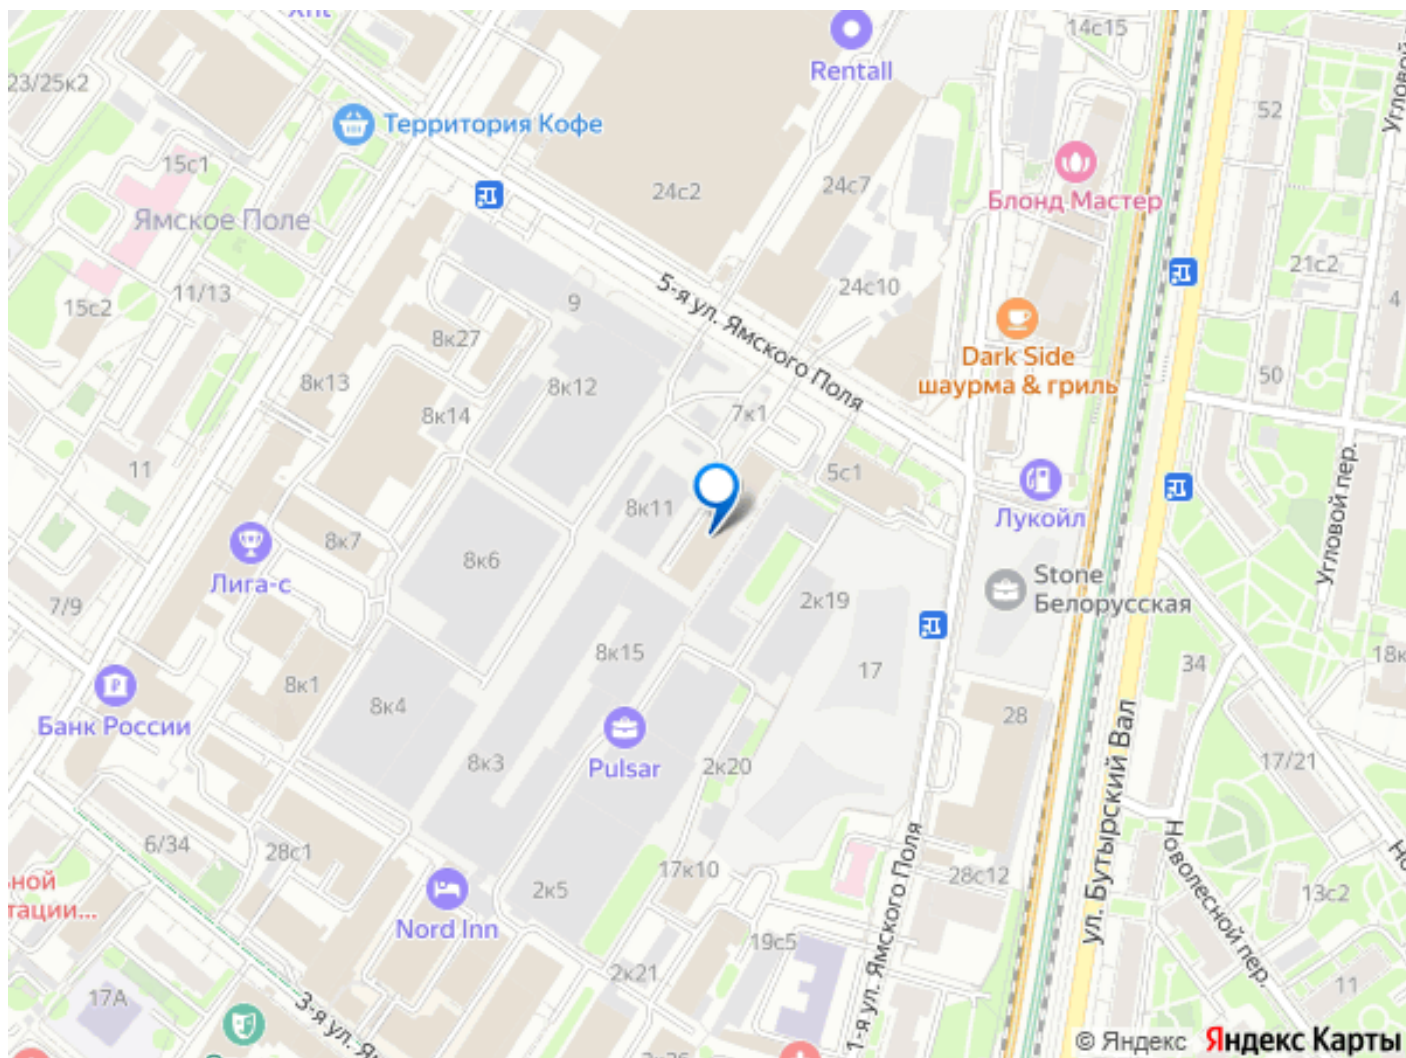 14с15
Rentall
23/25к2
Территория Кофе
52
15с1
24с2
24с7
Блонд Мастер
Ямское Поле
21с2
11/13
15с2
9
24с10
4
5-я ул. Ямского Поля
8к27
Dark Side
шаурма & гриль
8к13
8к12
50
8к14
7к1
11
5с1
8к11
Лукойл
Угловой пер.
8к7
8к6
Лига-с
Stone
Белорусская
2к19
7/9
8к15
17
34
8к1
8к4
28
Банк России
8к3
Pulsar
2к20
17/21
ул. Бутырский Вал
6/34
28с1
17к10
28с12
2к5
13с2
Новолесной пер.
Nord Inn
19с5
2к21
1-я ул. Ямского Поля
11
17А
3-я ул.
© Яндекс Яндекс Карты